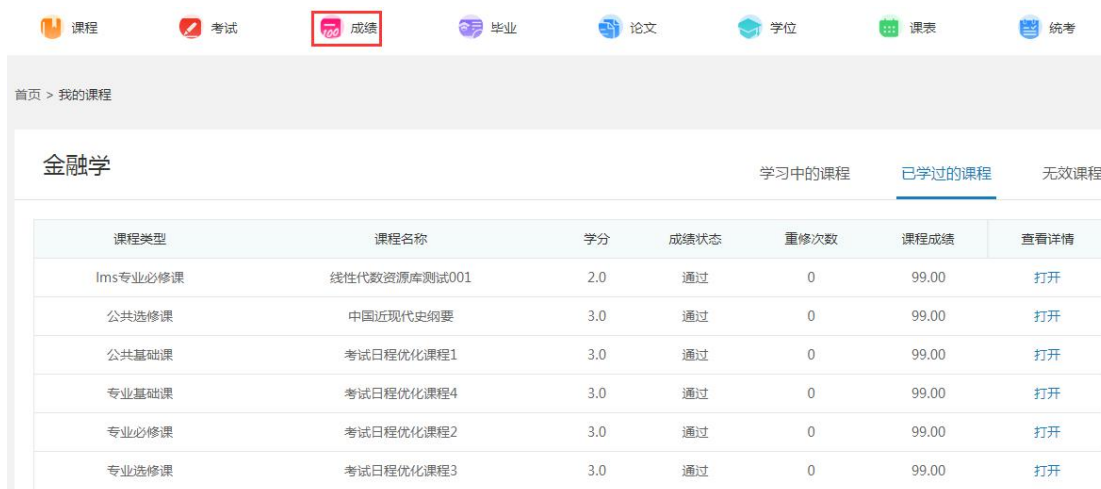 课程 考试 100 成绩 毕业 论文 学位 课表 统考
首页 > 我的课程
金融学
学习中的课程 已学过的课程 无效课程
课程类型 课程名称 学分 成绩状态 重修次数 课程成绩 查看详情
lms专业必修课 线性代数资源库测试001 2.0 通过 0 99.00 打开
公共选修课 中国近现代史纲要 3.0 通过 0 99.00 打开
公共基础课 考试日程优化课程1 3.0 通过 0 99.00 打开
专业基础课 考试日程优化课程4 3.0 通过 0 99.00 打开
专业必修课 考试日程优化课程2 3.0 通过 0 99.00 打开
专业选修课 考试日程优化课程3 3.0 通过 0 99.00 打开